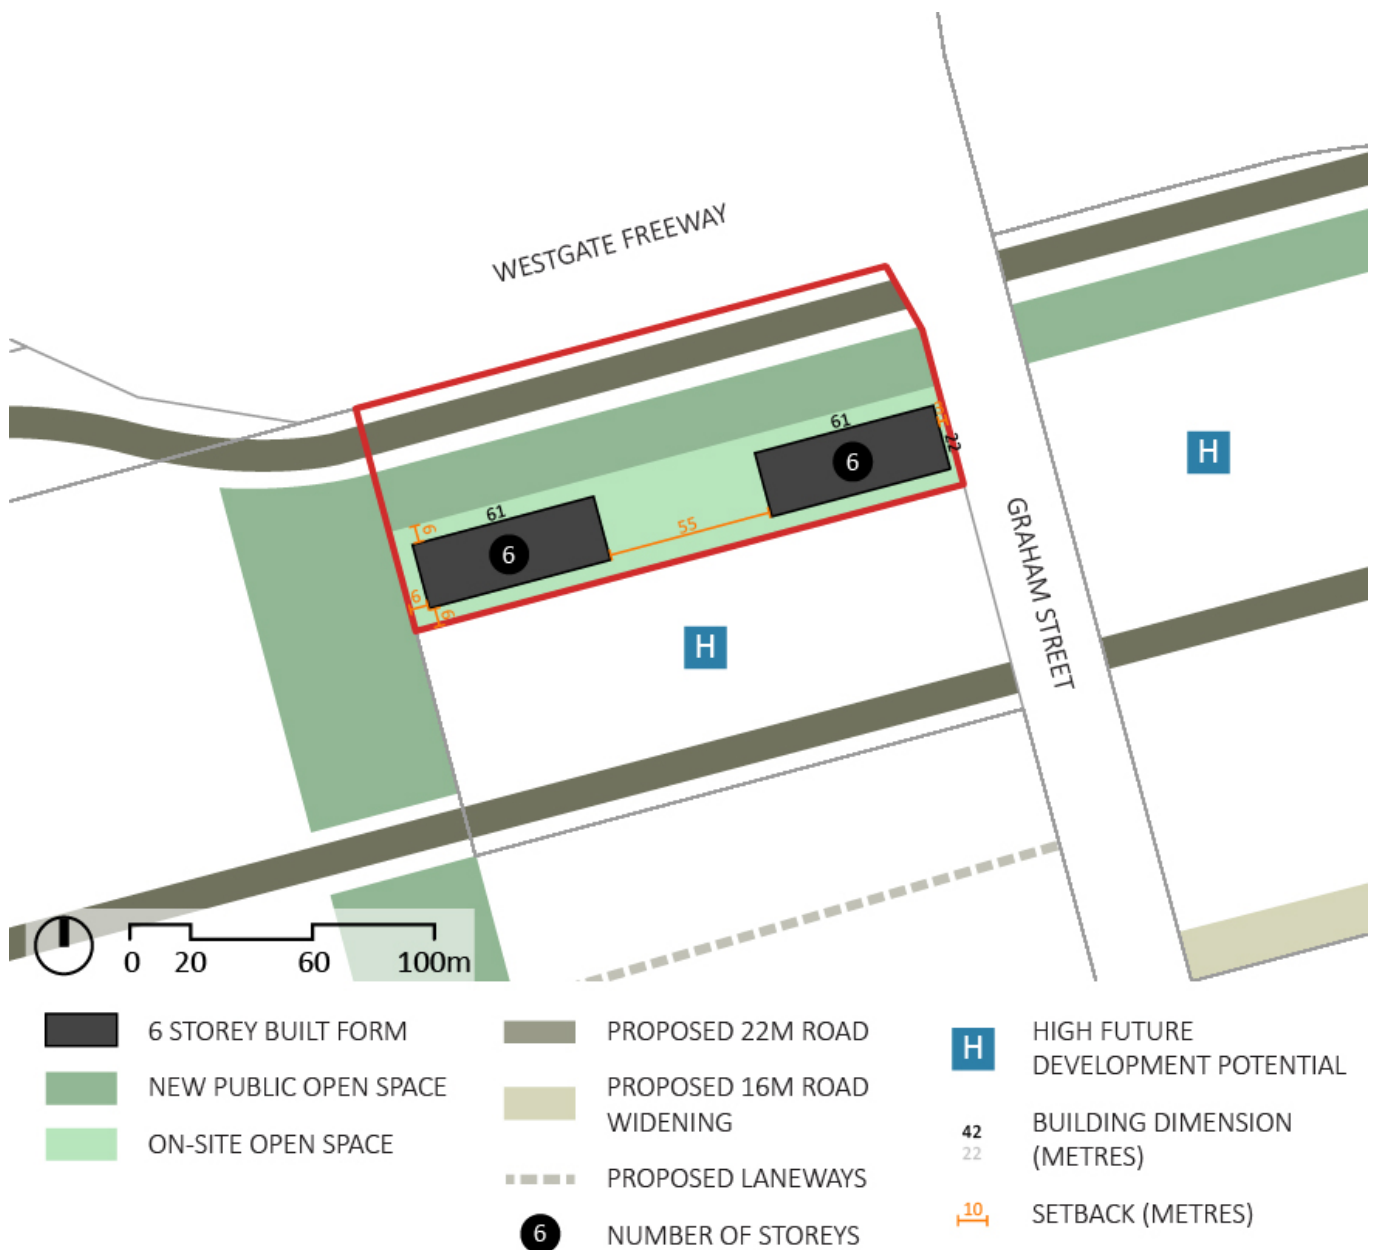 WESTGATE FREEWAY
61
22
6
H
61
6
55
6
GRAHAM STREET
6
6
H
0 20 60 100m
6 STOREY BUILT FORM
NEW PUBLIC OPEN SPACE
ON-SITE OPEN SPACE
PROPOSED 22M ROAD
PROPOSED 16M ROAD
WIDENING
PROPOSED LANEWAYS
6 NUMBER OF STOREYS
H HIGH FUTURE
DEVELOPMENT POTENTIAL
42
22
BUILDING DIMENSION
(METRES)
10 SETBACK (METRES)